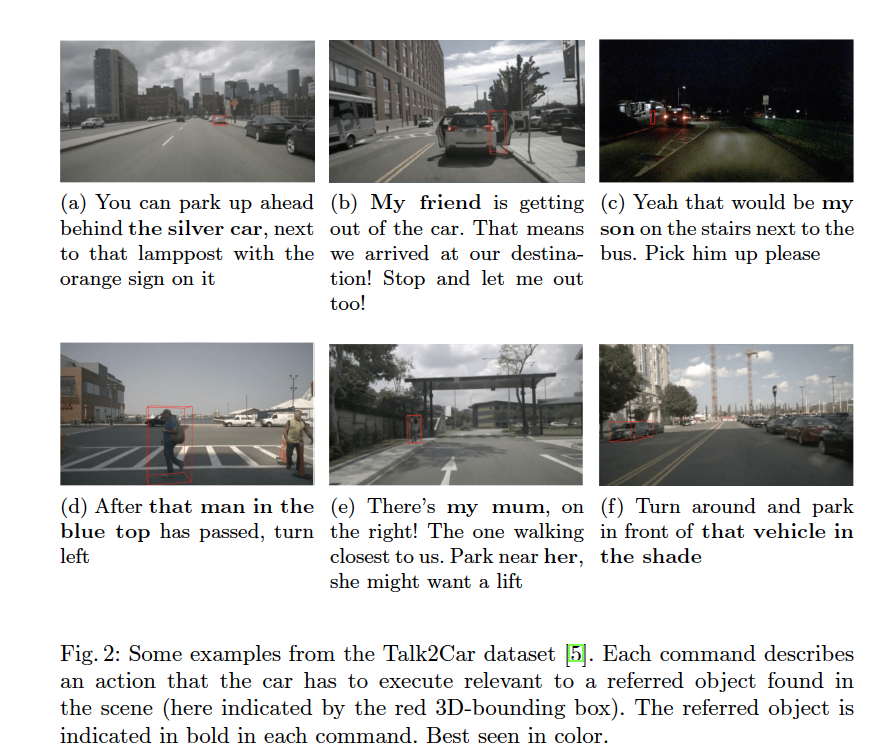 (a) You can park up ahead
behind the silver car, next
to that lamppost with the
orange sign on it
(b) My friend is getting
out of the car. That means
we arrived at our destina-
tion! Stop and let me out
too!
(c) Yeah that would be my
son on the stairs next to the
bus. Pick him up please
(d) After that man in the
blue top has passed, turn
left
(e) There's my mum, on
the right! The one walking
closest to us. Park near her,
she might want a lift
(f) Turn around and park
in front of that vehicle in
the shade
Fig. 2: Some examples from the Talk2Car dataset [5]. Each command describes
an action that the car has to execute relevant to a referred object found in
the scene (here indicated by the red 3D-bounding box). The referred object is
indicated in bold in each command. Best seen in color.